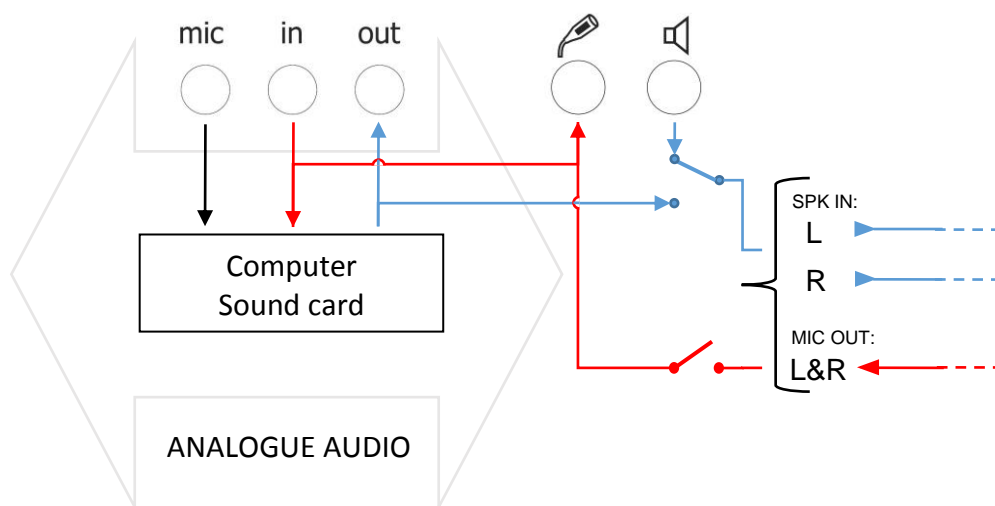 mic in out
SPK IN:
L
R
Computer
Sound card
MIC OUT:
L&R
ANALOGUE AUDIO